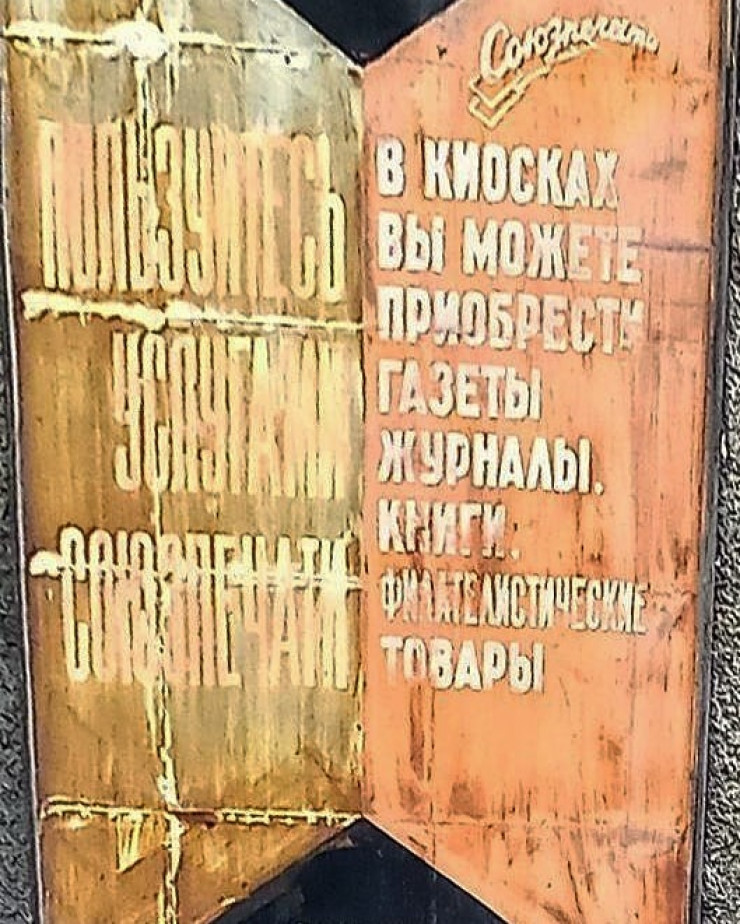 ПОЛЬЗУЙТЕСЬ
УСЛУГАМИ
СОЮЗПЕЧАТИ
Союзпечать
В КИОСКАХ
ВЫ МОЖЕТЕ
ПРИОБРЕСТИ
ГАЗЕТЫ
ЖУРНАЛЫ,
КНИГИ,
ФИЛАТЕЛИСТИЧЕСКИЕ
ТОВАРЫ